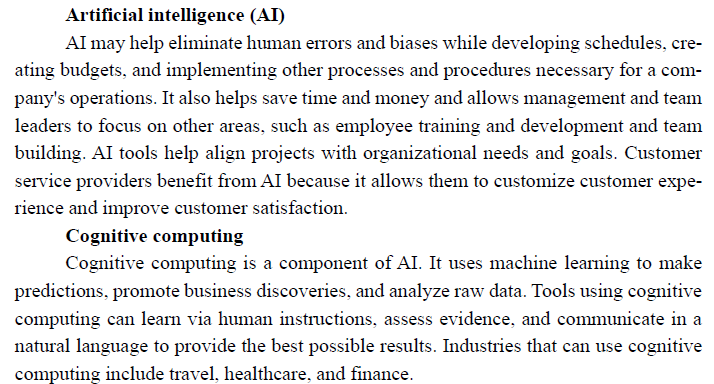 Artificial intelligence (AI)
AI may help eliminate human errors and biases while developing schedules, cre-
ating budgets, and implementing other processes and procedures necessary for a com-
pany's operations. It also helps save time and money and allows management and team
leaders to focus on other areas, such as employee training and development and team
building. AI tools help align projects with organizational needs and goals. Customer
service providers benefit from AI because it allows them to customize customer expe-
rience and improve customer satisfaction.
Cognitive computing
Cognitive computing is a component of AI. It uses machine learning to make
predictions, promote business discoveries, and analyze raw data. Tools using cognitive
computing can learn via human instructions, assess evidence, and communicate in a
natural language to provide the best possible results. Industries that can use cognitive
computing include travel, healthcare, and finance.